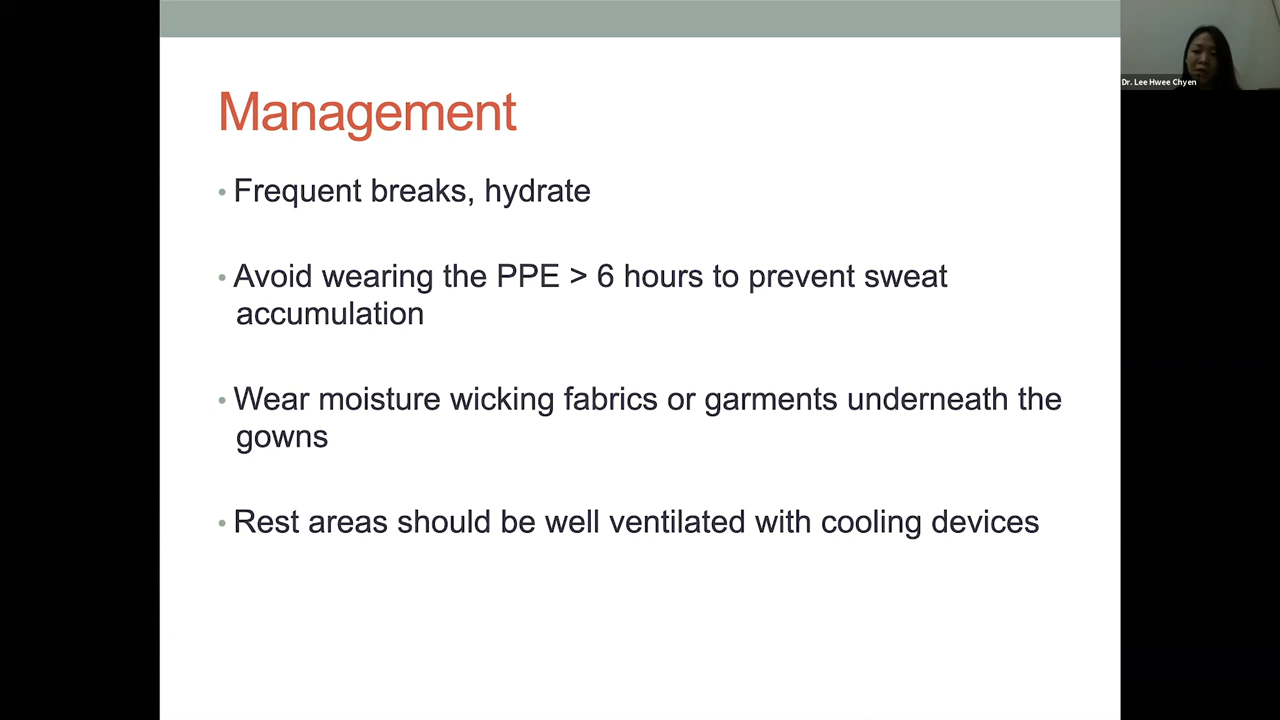 Management
• Frequent breaks, hydrate
• Avoid wearing the PPE > 6 hours to prevent sweat
accumulation
• Wear moisture wicking fabrics or garments underneath the
gowns
• Rest areas should be well ventilated with cooling devices
Dr. Lee Hwee Chyen